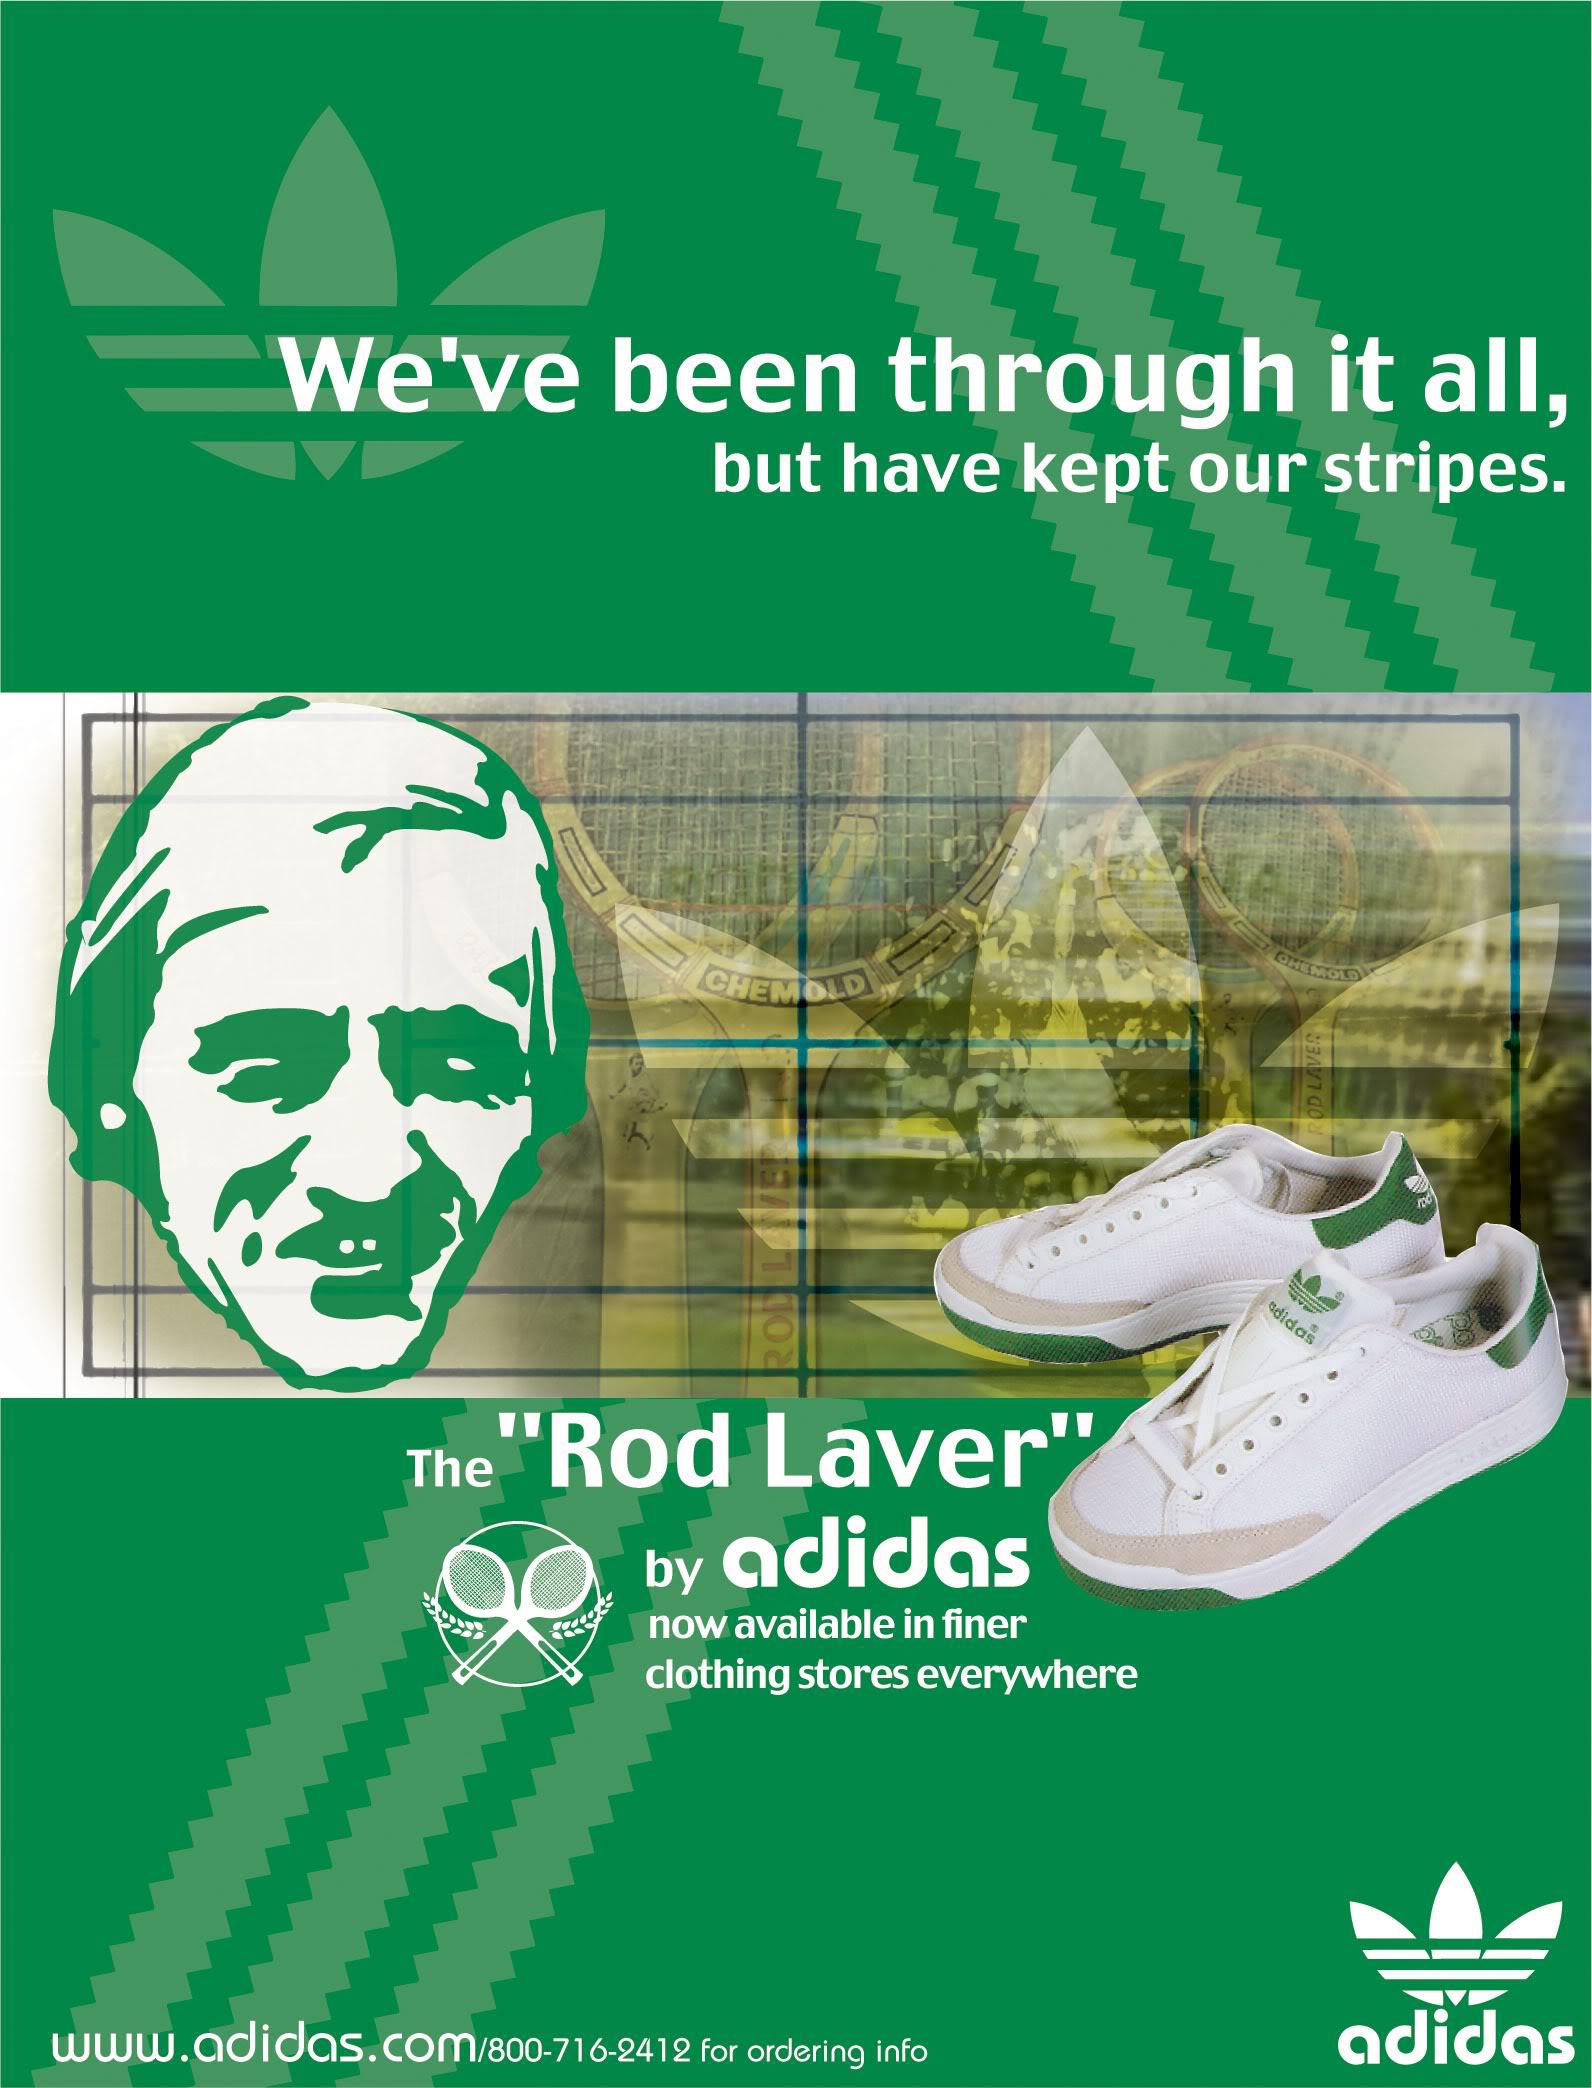 We've been through it all,
but have kept our stripes.
CHEMOLD
CHEMOLD
ROD LAVER
ROD LAVER
adidas
The "Rod Laver"
by adidas
now available in finer
clothing stores everywhere
www.adidas.com/800-716-2412 for ordering info
adidas